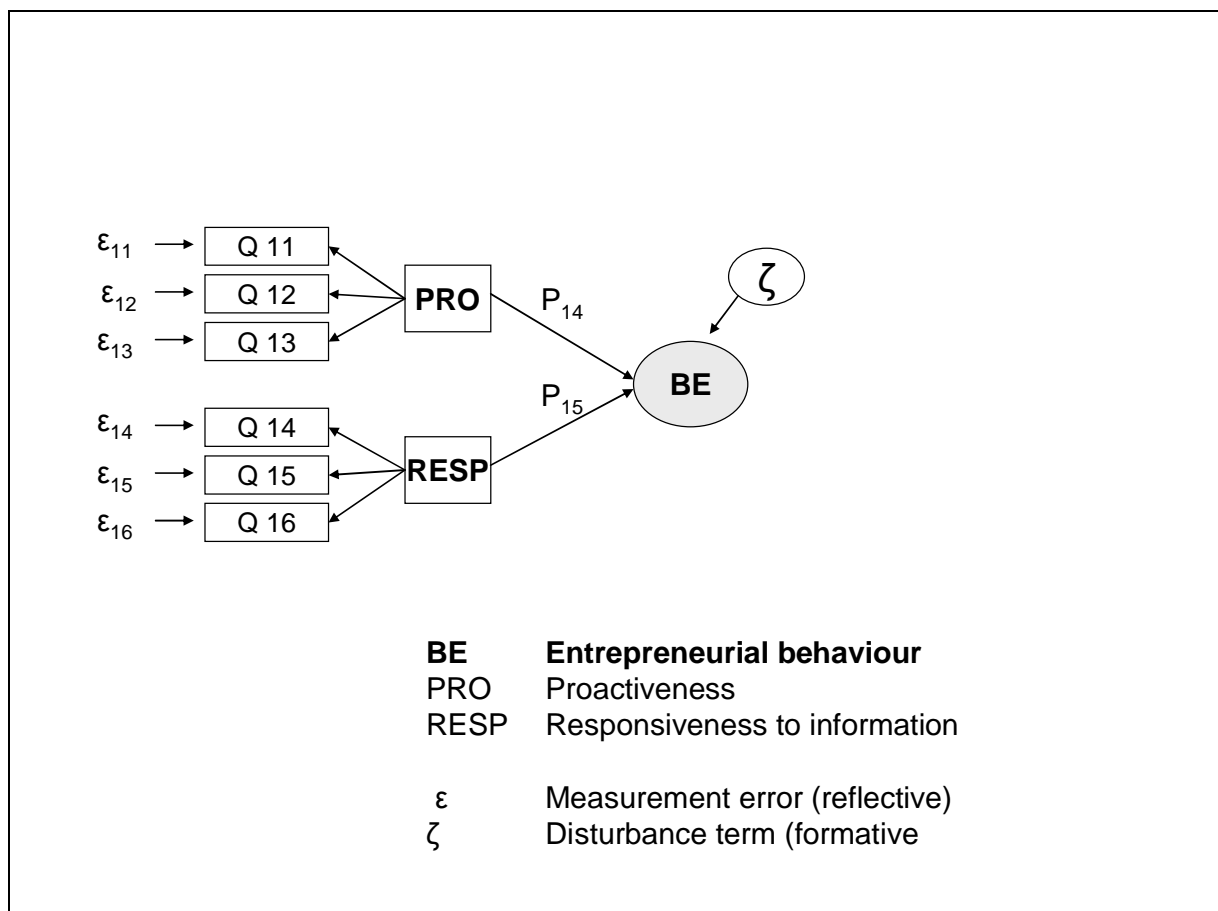 ε11 Q 11
ε12 Q 12
ε13 Q 13
PRO
P14
ζ
BE
P15
ε14 Q 14
ε15 Q 15
ε16 Q 16
RESP
BE Entrepreneurial behaviour
PRO Proactiveness
RESP Responsiveness to information
ε Measurement error (reflective)
ζ Disturbance term (formative